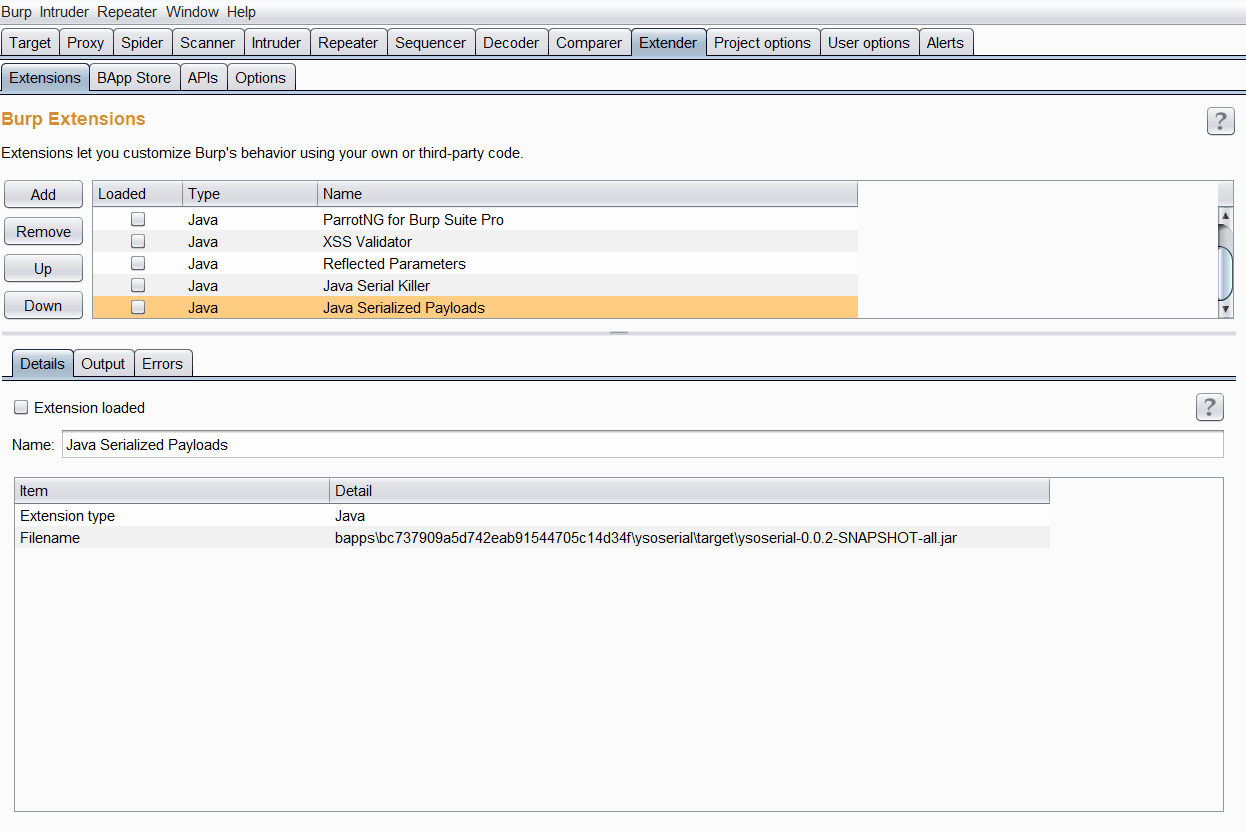 Burp Intruder Repeater Window Help
Target Proxy Spider Scanner Intruder Repeater Sequencer Decoder Comparer Extender Project options User options Alerts
Extensions BApp Store APIs Options
Burp Extensions
?
Extensions let you customize Burp's behavior using your own or third-party code.
Add Loaded Type Name
Java ParrotNG for Burp Suite Pro
Remove Java XSS Validator
Java Reflected Parameters
Up Java Java Serial Killer
Down Java Java Serialized Payloads
Details Output Errors
Extension loaded ?
Name: Java Serialized Payloads
Item Detail
Extension type Java
Filename bapps\bc737909a5d742eab91544705c14d34f\ysoserial\target\ysoserial-0.0.2-SNAPSHOT-all.jar